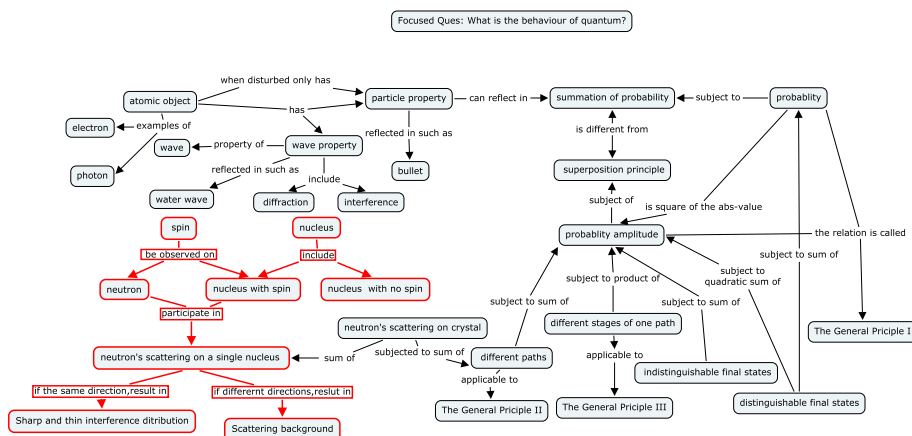 Focused Ques: What is the behaviour of quantum?
when disturbed only has
atomic object
particle property
can reflect in
summation of probability
subject to
probablity
has
electron
examples of
reflected in such as
is different from
wave
property of
wave property
bullet
photon
reflected in such as
include
superposition principle
water wave
diffraction
interference
subject of
is square of the abs-value
spin
nucleus
probablity amplitude
the relation is called
be observed on
include
subject to sum of
neutron
nucleus with spin
nucleus with no spin
subject to product of
subject to
quadratic sum of
subject to sum of
subject to sum of
participate in
neutron's scattering on crystal
different stages of one path
The General Priciple I
neutron's scattering on a single nucleus
sum of
subjected to sum of
different paths
applicable to
indistinguishable final states
applicable to
if the same direction,result in
if differernt directions,reslut in
The General Priciple II
The General Priciple III
distinguishable final states
Sharp and thin interference ditribution
Scattering background